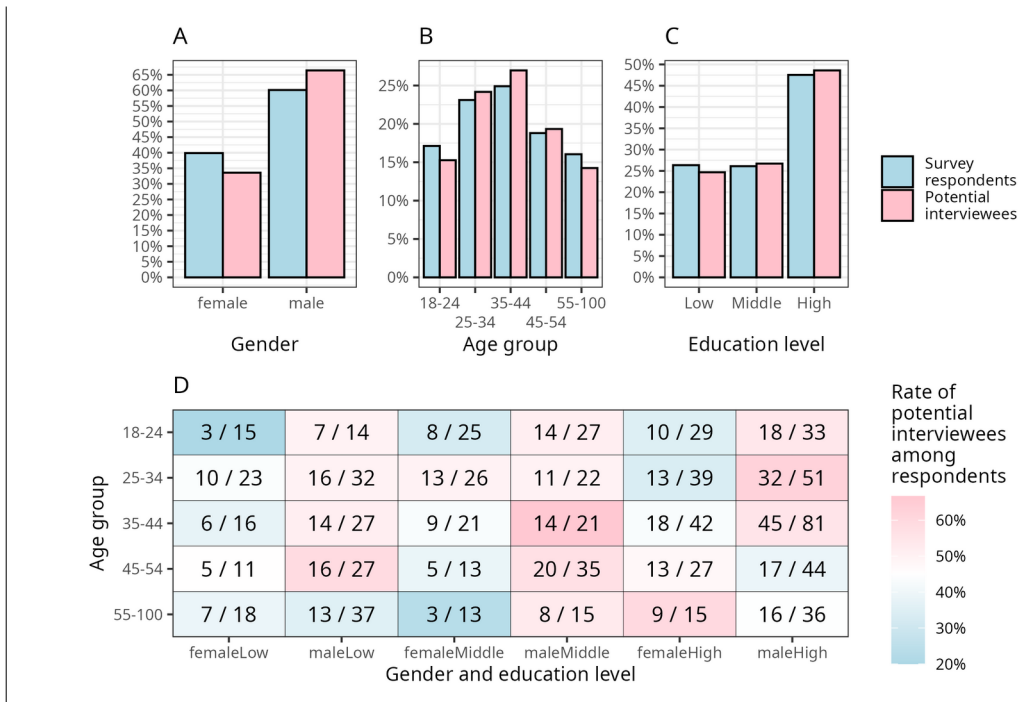 A
65%
60%
55%
50%
45%
40%
35%
30%
25%
20%
15%
10%
5%
0%
female male
Gender
B
25%
20%
15%
10%
5%
0%
18-24 35-44 55-100
25-34 45-54
Age group
C
50%
45%
40%
35%
30%
25%
20%
15%
10%
5%
0%
Low Middle High
Education level
Survey
respondents
Potential
interviewees
D
Age group
18-24 3 / 15 7 / 14 8 / 25 14 / 27 10 / 29 18 / 33
25-34 10 / 23 16 / 32 13 / 26 11 / 22 13 / 39 32 / 51
35-44 6 / 16 14 / 27 9 / 21 14 / 21 18 / 42 45 / 81
45-54 5 / 11 16 / 27 5 / 13 20 / 35 13 / 27 17 / 44
55-100 7 / 18 13 / 37 3 / 13 8 / 15 9 / 15 16 / 36
femaleLow maleLow femaleMiddle maleMiddle femaleHigh maleHigh
Gender and education level
Rate of
potential
interviewees
among
respondents
60%
50%
40%
30%
20%